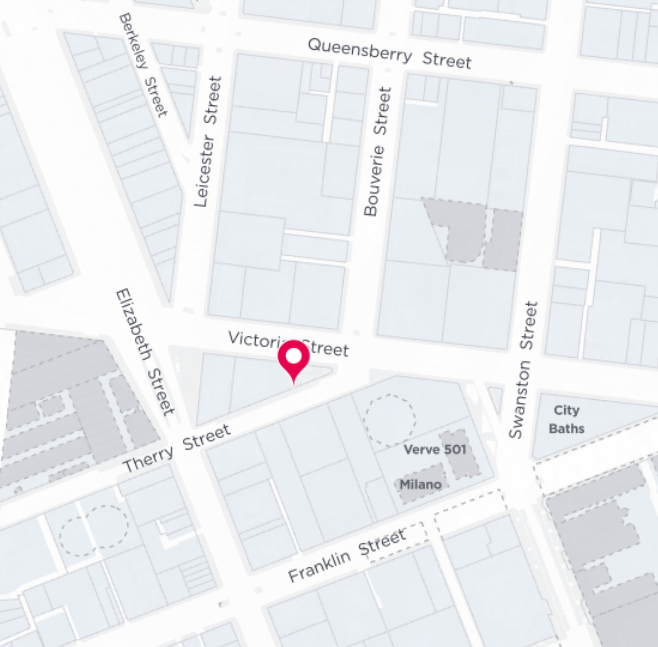 Berkeley Street
Queensberry Street
Leicester Street
Bouverie Street
Elizabeth Street
Victoria Street
Swanston Street
City
Baths
Therry Street
Verve 501
Milano
Franklin Street